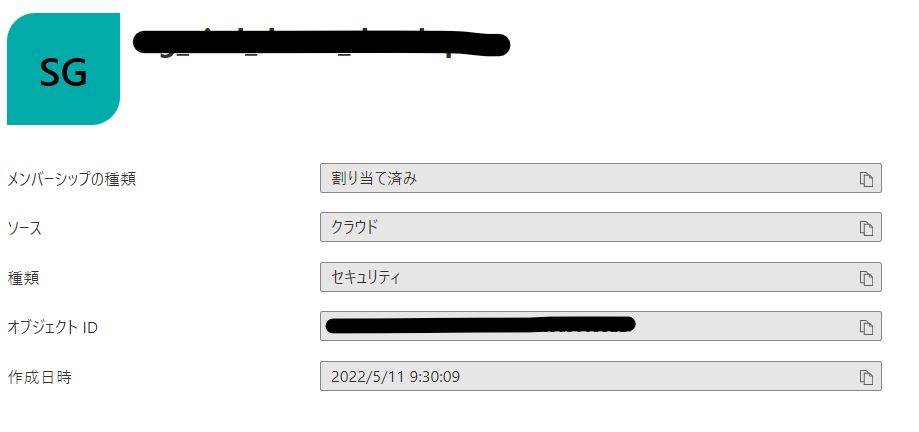 SG
メンバーシップの種類
割り当て済み
ソース
クラウド
種類
セキュリティ
オブジェクト ID
作成日時
2022/5/11 9:30:09